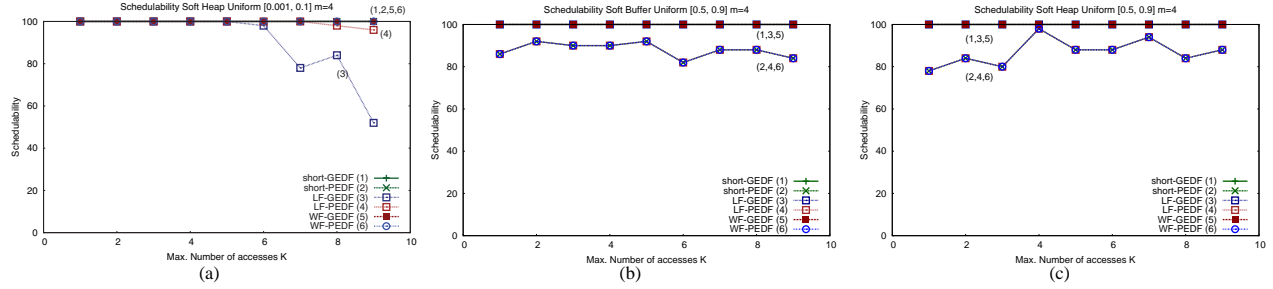 Schedulability Soft Heap Uniform [0.001, 0.1] m=4
(1,2,5,6)
100
(4)
80
(3)
60
Schedulability
40
20
short-GEDF (1)
short-PEDF (2)
LF-GEDF (3)
LF-PEDF (4)
WF-GEDF (5)
WF-PEDF (6)
0
0 2 4 6 8 10
Max. Number of accesses K
(a)
Schedulability Soft Buffer Uniform [0.5, 0.9] m=4
100
(1,3,5)
80
(2,4,6)
60
Schedulability
40
20
short-GEDF (1)
short-PEDF (2)
LF-GEDF (3)
LF-PEDF (4)
WF-GEDF (5)
WF-PEDF (6)
0
0 2 4 6 8 10
Max. Number of accesses K
(b)
Schedulability Soft Heap Uniform [0.5, 0.9] m=4
100
(1,3,5)
80
(2,4,6)
60
Schedulability
40
20
short-GEDF (1)
short-PEDF (2)
LF-GEDF (3)
LF-PEDF (4)
WF-GEDF (5)
WF-PEDF (6)
0
0 2 4 6 8 10
Max. Number of accesses K
(c)